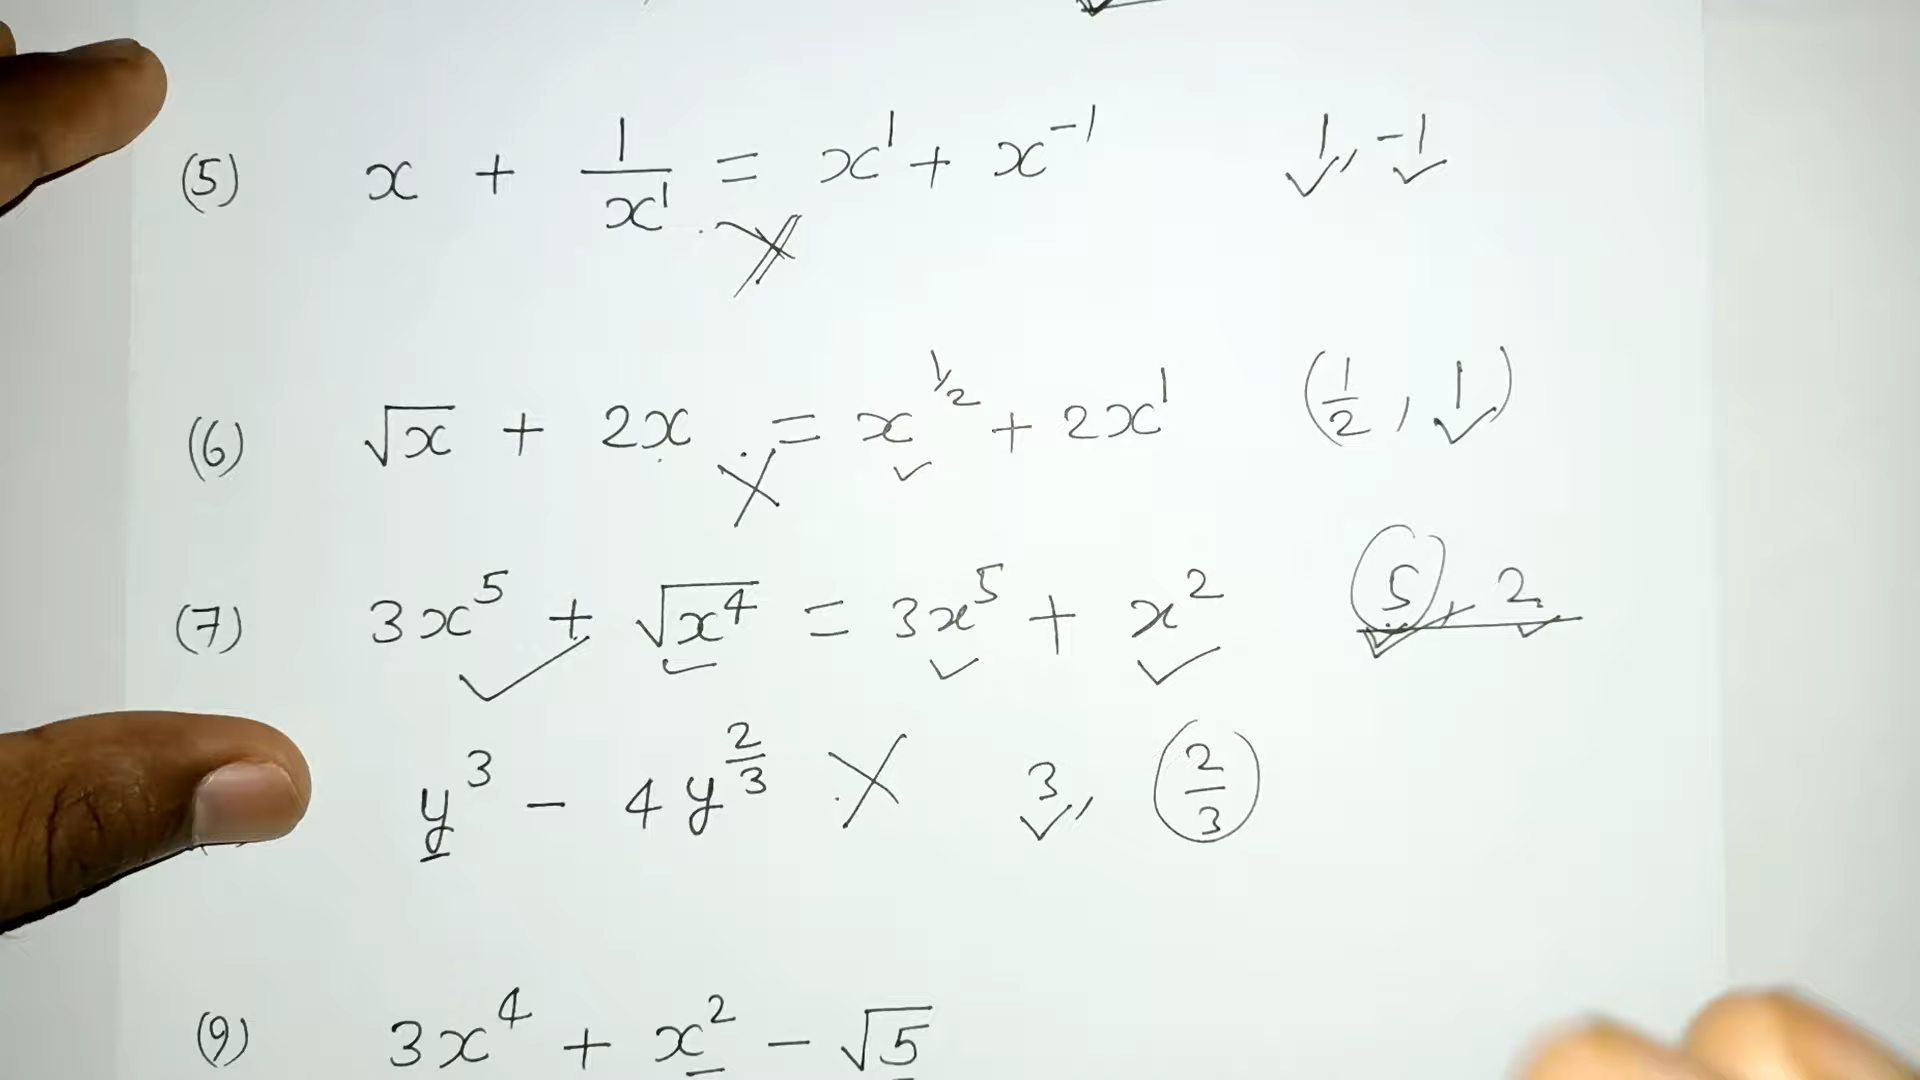 (5) x + 1/x¹ = x¹ + x⁻¹ 1, -1
(6) √x + 2x = x^1/2 + 2x¹ (1/2, 1)
(7) 3x⁵ + √x⁴ = 3x⁵ + x² 5, 2
y³ - 4y^2/3 3, 2/3
(9) 3x⁴ + x² - √5